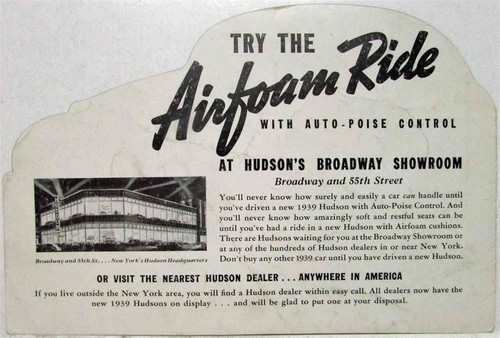 TRY THE
Airfoam Ride
WITH AUTO-POISE CONTROL
AT HUDSON'S BROADWAY SHOWROOM
Broadway and 55th Street
You'll never know how surely and easily a car can handle until
you've driven a new 1939 Hudson with Auto-Poise Control. And
you'll never know how amazingly soft and restful seats can be
until you've had a ride in a new Hudson with Airfoam cushions.
There are Hudsons waiting for you at the Broadway Showroom or
at any of the hundreds of Hudson dealers in or near New York.
Don't buy any other 1939 car until you have driven a new Hudson.
Broadway and 55th St. . . . New York's Hudson Headquarters
OR VISIT THE NEAREST HUDSON DEALER . . . ANYWHERE IN AMERICA
If you live outside the New York area, you will find a Hudson dealer within easy call. All dealers now have the
new 1939 Hudsons on display . . . and will be glad to put one at your disposal.